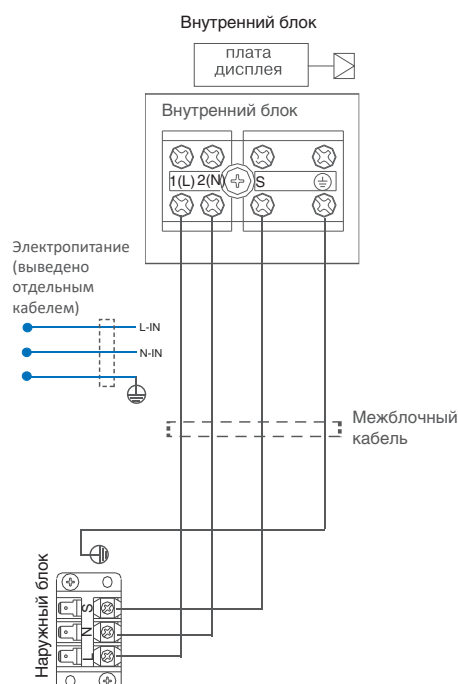 Внутренний блок
плата
дисплея
Внутренний блок
1(L) 2(N) S
Электропитание
(выведено
отдельным
кабелем)
L-IN
N-IN
Межблочный
кабель
Наружный блок
S
N
L